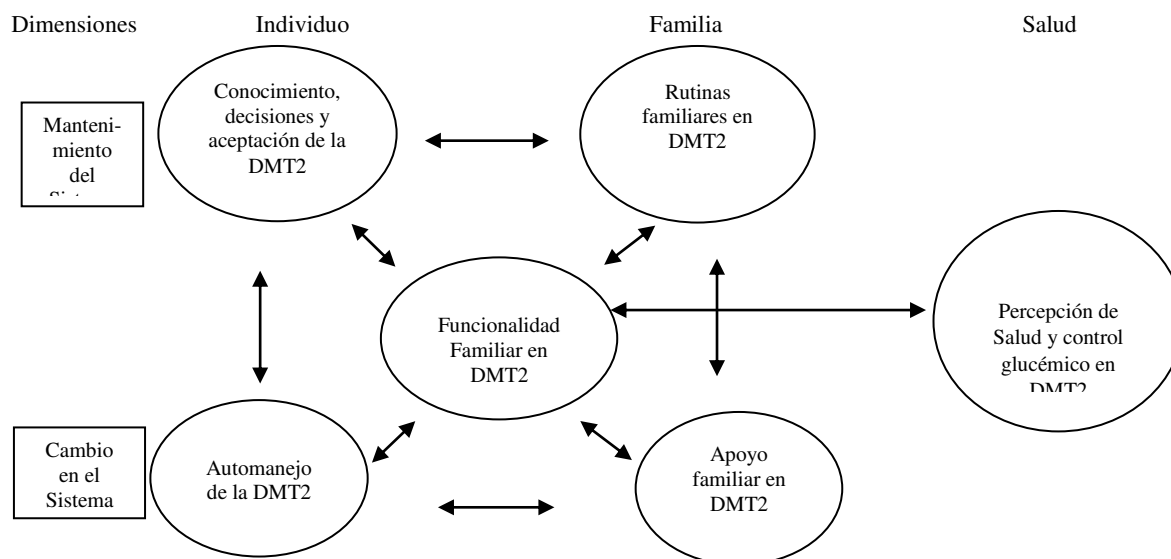 Dimensiones Individuo Familia Salud
Conocimiento,
decisiones y
aceptación de la
DMT2
Rutinas
familiares en
DMT2
Manteni-
miento
del
Funcionalidad
Familiar en
DMT2
Percepción de
Salud y control
glucémico en
DMT2
Cambio
en el
Sistema
Automanejo
de la DMT2
Apoyo
familiar en
DMT2